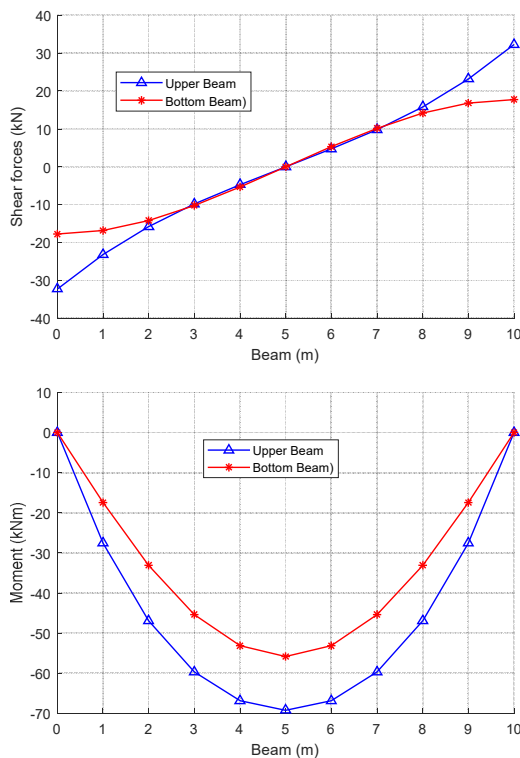 40
30
20
10
0
-10
-20
-30
-40
Shear forces (kN)
Upper Beam
Bottom Beam)
0 1 2 3 4 5 6 7 8 9 10
Beam (m)
10
0
-10
-20
-30
-40
-50
-60
-70
Moment (kNm)
Upper Beam
Bottom Beam)
0 1 2 3 4 5 6 7 8 9 10
Beam (m)